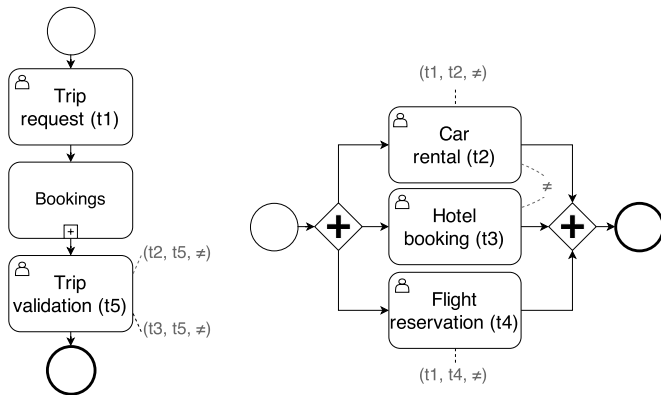 Trip
request (t1)
Bookings
+
Trip
validation (t5)
(t2, t5, ≠)
(t3, t5, ≠)
(t1, t2, ≠)
Car
rental (t2)
≠
Hotel
booking (t3)
Flight
reservation (t4)
(t1, t4, ≠)